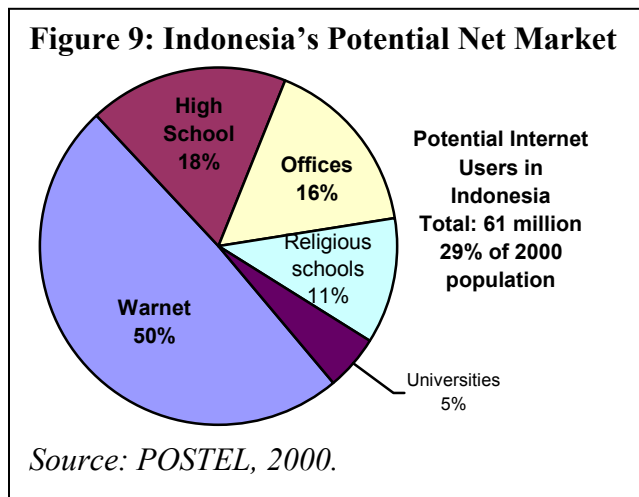 Figure 9: Indonesia's Potential Net Market
High
School
18%
Offices
16%
Religious
schools
11%
Universities
5%
Warnet
50%
Potential Internet
Users in
Indonesia
Total: 61 million
29% of 2000
population
Source: POSTEL, 2000.